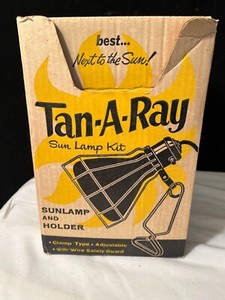 best...
Next to the Sun!
Tan-A-Ray
Sun Lamp Kit
SUNLAMP
AND
HOLDER
• Clamp Type • Adjustable
• With Wire Safety Guard